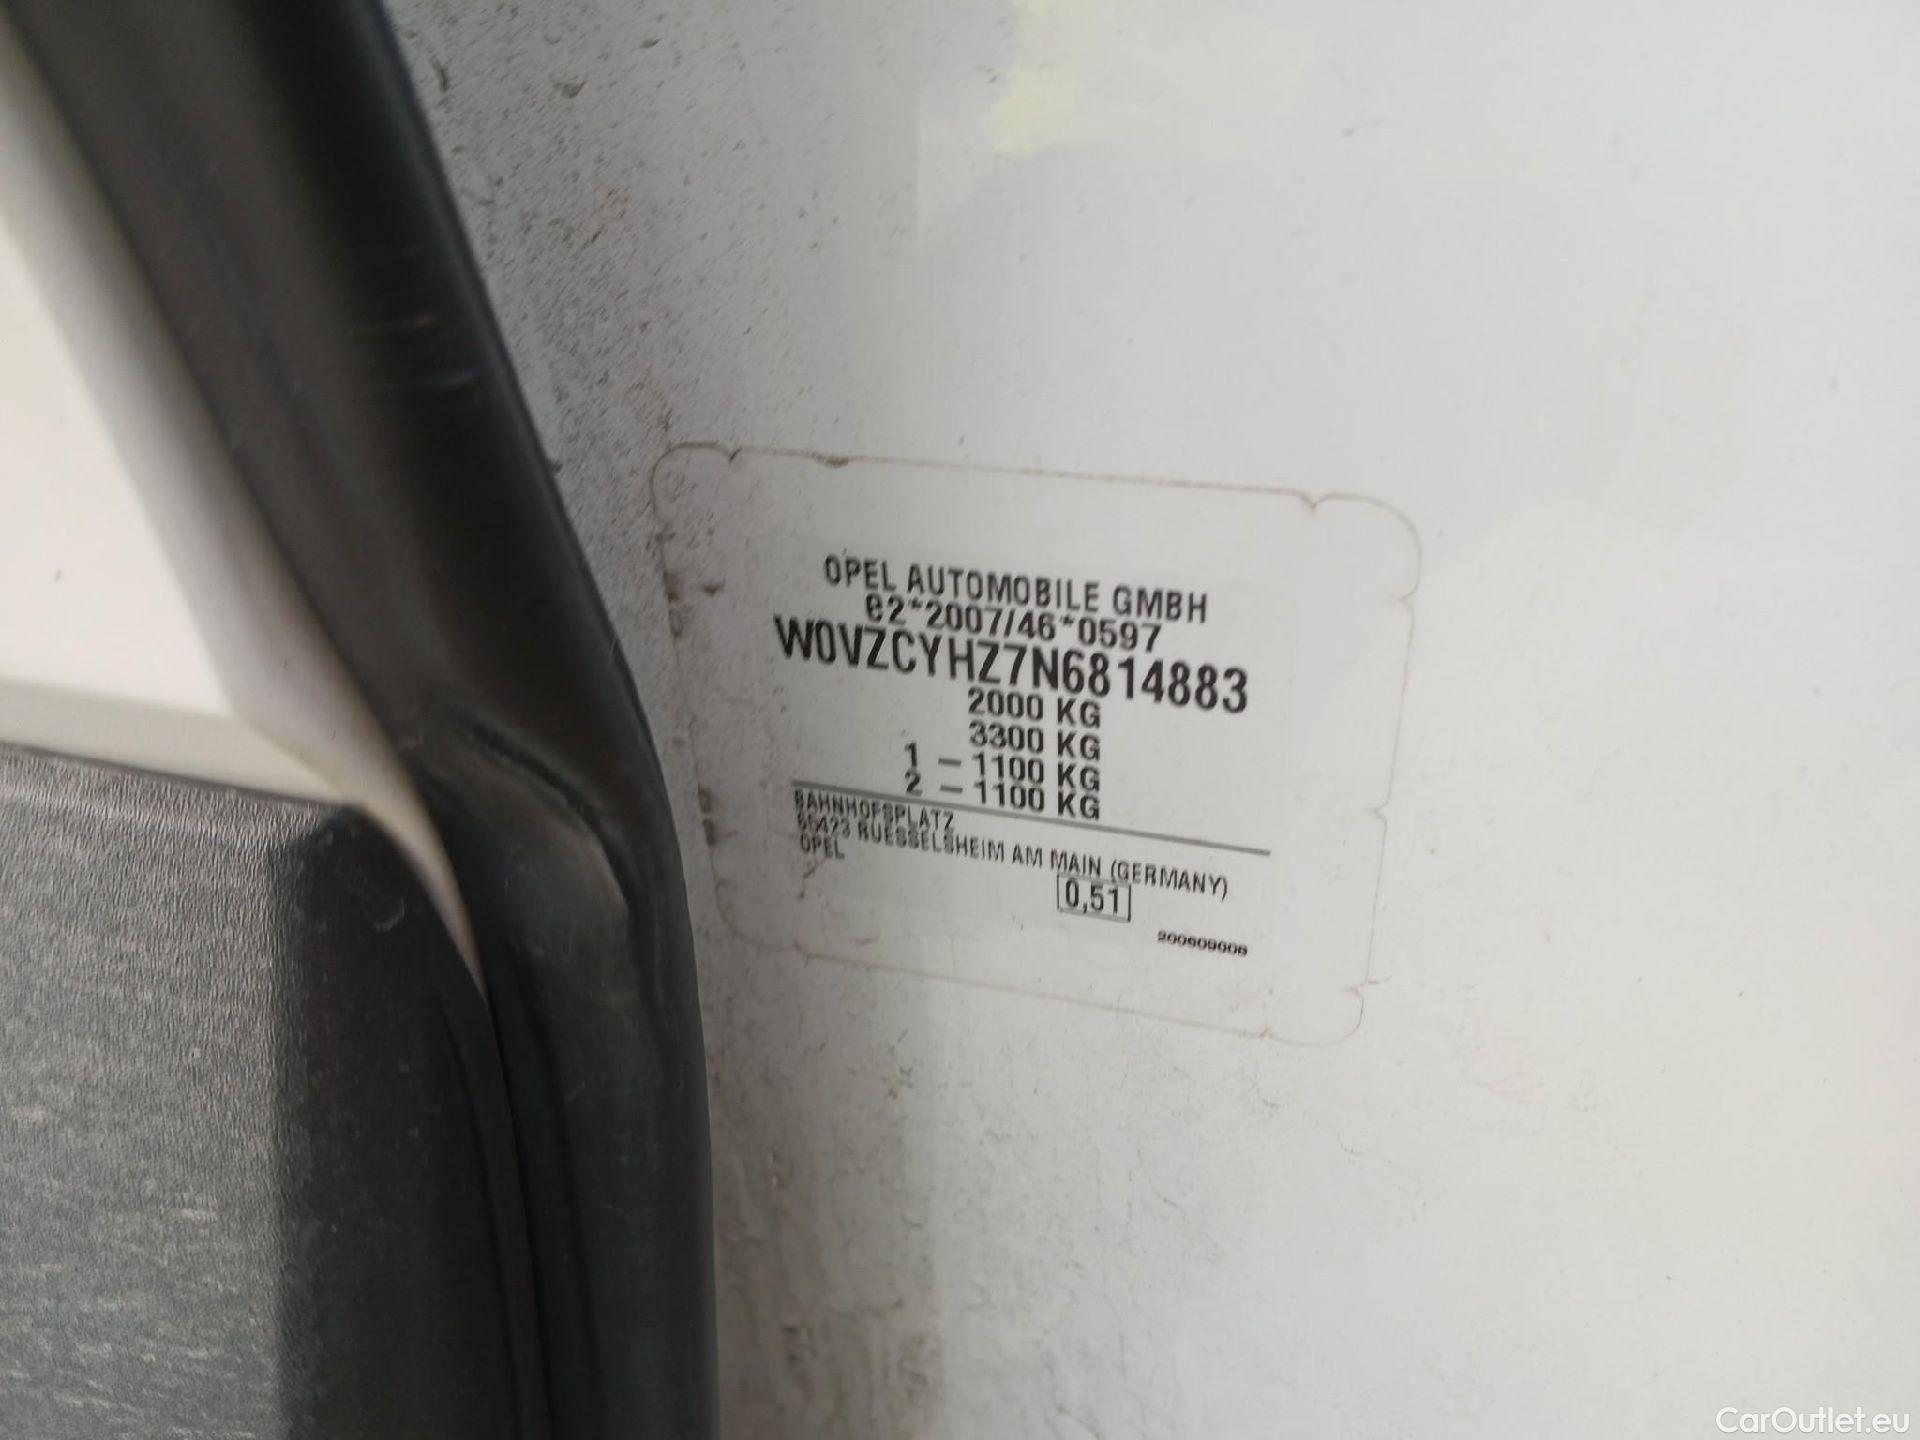 OPEL AUTOMOBILE GMBH
e2*2007/46*0597
W0VZCYHZ7N6814883
2000 KG
3300 KG
1 - 1100 KG
2 - 1100 KG
BAHNHOFSPLATZ
65423 RUESSELSHEIM AM MAIN (GERMANY)
OPEL
0,51
CarOutlet.eu